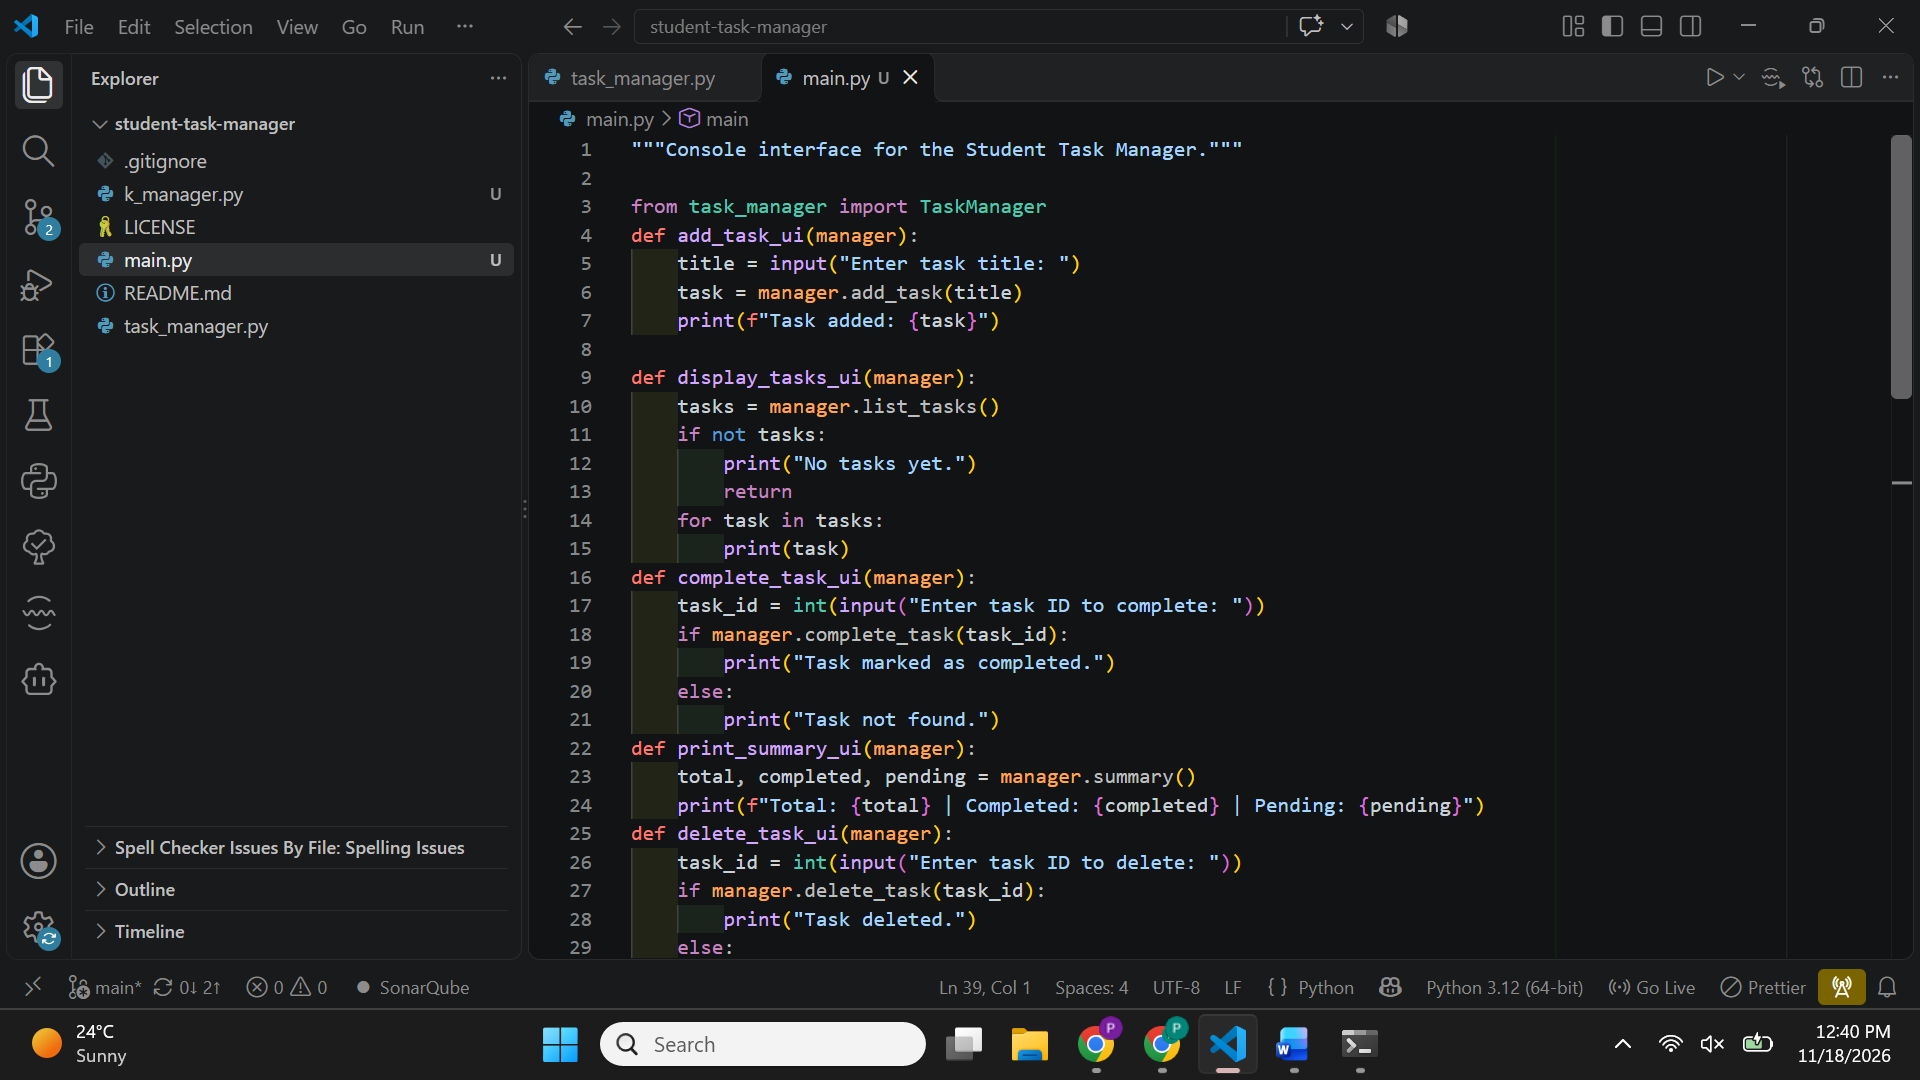 File Edit Selection View Go Run ···
student-task-manager
Explorer
student-task-manager
.gitignore
k_manager.py U
LICENSE
main.py U
README.md
task_manager.py
Spell Checker Issues By File: Spelling Issues
Outline
Timeline
2
1
task_manager.py
main.py U
main.py > main
1 """Console interface for the Student Task Manager."""
2
3 from task_manager import TaskManager
4 def add_task_ui(manager):
5     title = input("Enter task title: ")
6     task = manager.add_task(title)
7     print(f"Task added: {task}")
8
9 def display_tasks_ui(manager):
10     tasks = manager.list_tasks()
11     if not tasks:
12         print("No tasks yet.")
13         return
14     for task in tasks:
15         print(task)
16 def complete_task_ui(manager):
17     task_id = int(input("Enter task ID to complete: "))
18     if manager.complete_task(task_id):
19         print("Task marked as completed.")
20     else:
21         print("Task not found.")
22 def print_summary_ui(manager):
23     total, completed, pending = manager.summary()
24     print(f"Total: {total} | Completed: {completed} | Pending: {pending}")
25 def delete_task_ui(manager):
26     task_id = int(input("Enter task ID to delete: "))
27     if manager.delete_task(task_id):
28         print("Task deleted.")
29     else:
main* 0↓ 2↑ 0 0 SonarQube
Ln 39, Col 1 Spaces: 4 UTF-8 LF { } Python Python 3.12 (64-bit) Go Live Prettier
24°C
Sunny
Search
P
P
W
12:40 PM
11/18/2026